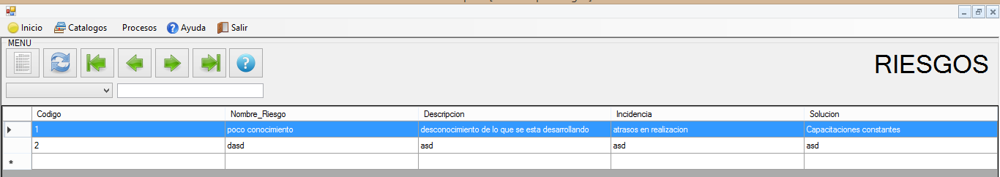 Inicio Catalogos Procesos Ayuda Salir
MENU
RIESGOS
Codigo Nombre_Riesgo Descripcion Incidencia Solucion
1 poco conocimiento desconocimiento de lo que se esta desarrollando atrasos en realizacion Capacitaciones constantes
2 dasd asd asd asd
*